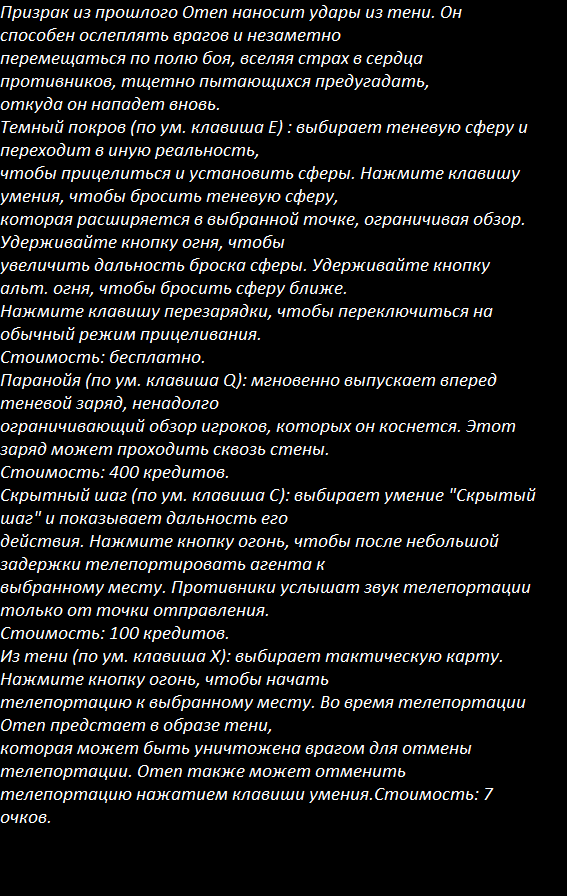 Призрак из прошлого Omen наносит удары из тени. Он
способен ослеплять врагов и незаметно
перемещаться по полю боя, вселяя страх в сердца
противников, тщетно пытающихся предугадать,
откуда он нападет вновь.
Темный покров (по ум. клавиша E) : выбирает теневую сферу и
переходит в иную реальность,
чтобы прицелиться и установить сферы. Нажмите клавишу
умения, чтобы бросить теневую сферу,
которая расширяется в выбранной точке, ограничивая обзор.
Удерживайте кнопку огня, чтобы
увеличить дальность броска сферы. Удерживайте кнопку
альт. огня, чтобы бросить сферу ближе.
Нажмите клавишу перезарядки, чтобы переключиться на
обычный режим прицеливания.
Стоимость: бесплатно.
Паранойя (по ум. клавиша Q): мгновенно выпускает вперед
теневой заряд, ненадолго
ограничивающий обзор игроков, которых он коснется. Этот
заряд может проходить сквозь стены.
Стоимость: 400 кредитов.
Скрытный шаг (по ум. клавиша C): выбирает умение "Скрытый
шаг" и показывает дальность его
действия. Нажмите кнопку огонь, чтобы после небольшой
задержки телепортировать агента к
выбранному месту. Противники услышат звук телепортации
только от точки отправления.
Стоимость: 100 кредитов.
Из тени (по ум. клавиша X): выбирает тактическую карту.
Нажмите кнопку огонь, чтобы начать
телепортацию к выбранному месту. Во время телепортации
Omen предстает в образе тени,
которая может быть уничтожена врагом для отмены
телепортации. Omen также может отменить
телепортацию нажатием клавиши умения.Стоимость: 7
очков.